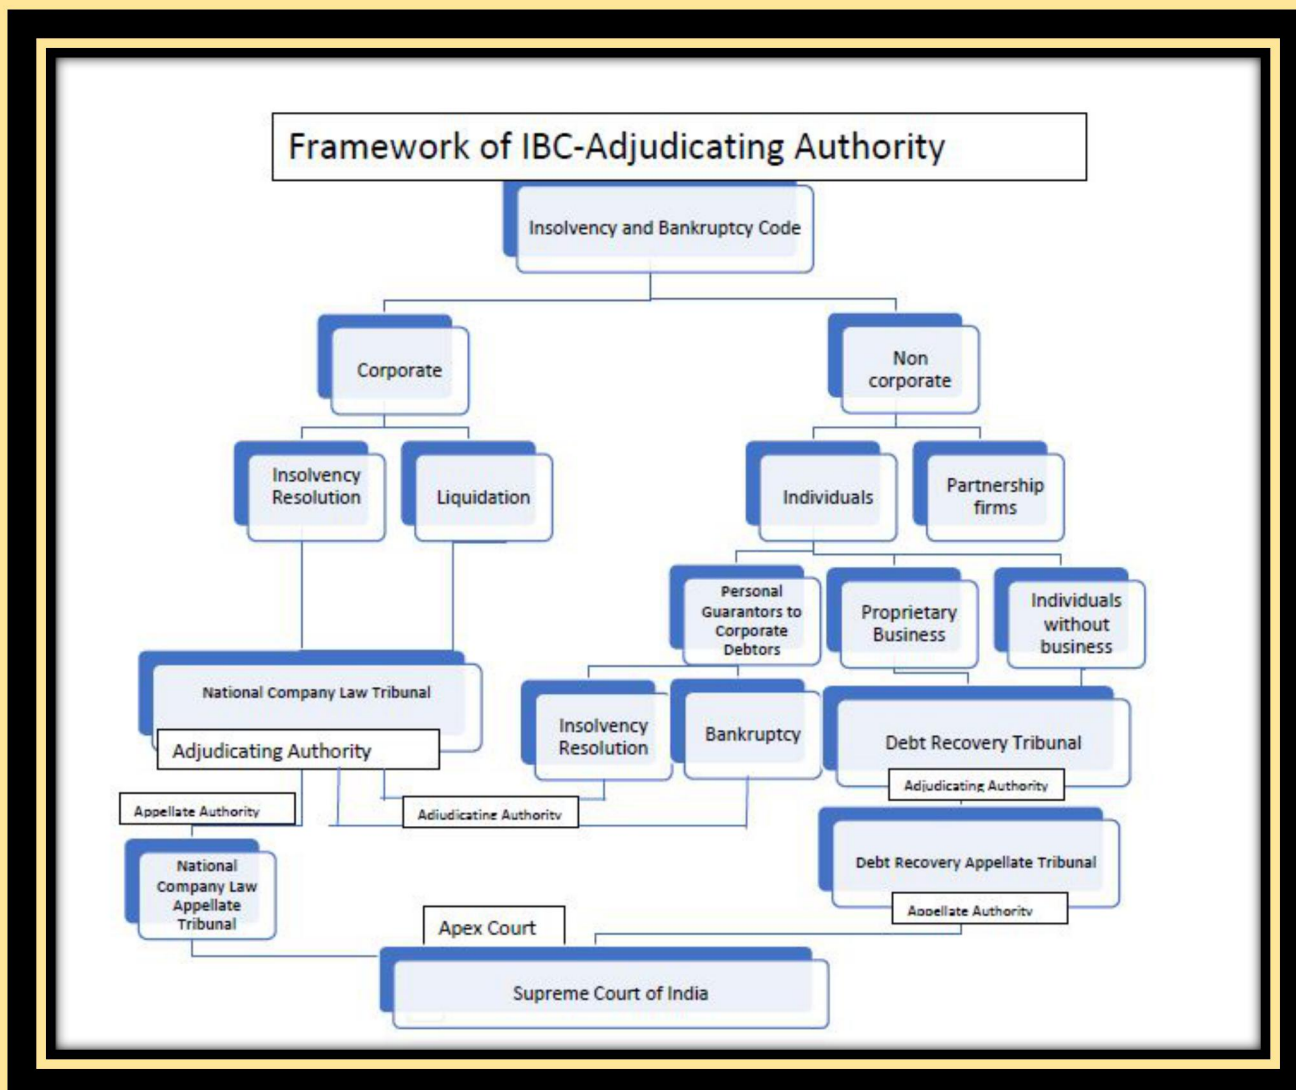 Framework of IBC-Adjudicating Authority
Insolvency and Bankruptcy Code
Corporate
Non
corporate
Insolvency
Resolution
Liquidation
Individuals
Partnership
firms
Personal
Guarantors to
Corporate
Debtors
Proprietary
Business
Individuals
without
business
National Company Law Tribunal
Adjudicating Authority
Insolvency
Resolution
Bankruptcy
Debt Recovery Tribunal
Adjudicating Authority
Appellate Authority
Adjudicating Authority
National
Company Law
Appellate
Tribunal
Debt Recovery Appellate Tribunal
Appellate Authority
Apex Court
Supreme Court of India